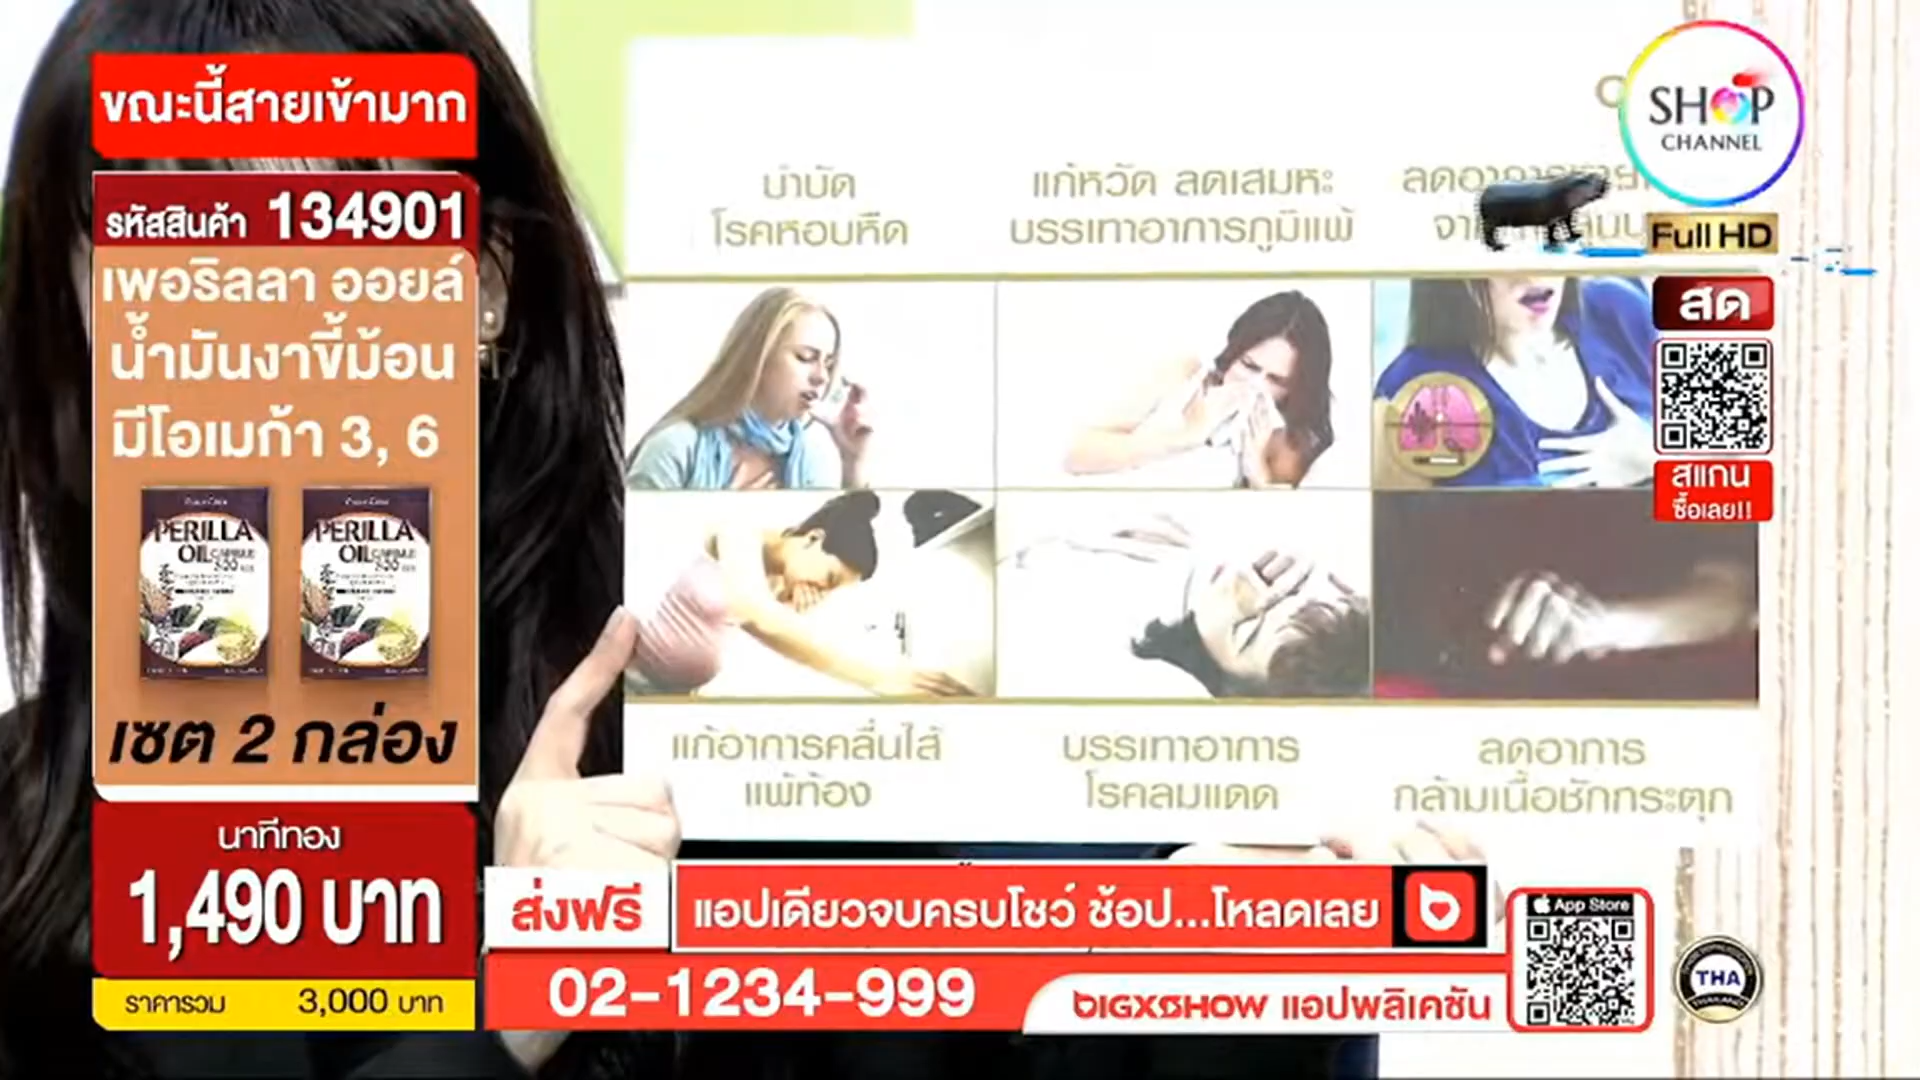 ขณะนี้สายเข้ามาก
รหัสสินค้า 134901
เพอริลลา ออยล์
น้ำมันงาขี้ม้อน
มีโอเมก้า 3, 6
PERILLA
OIL
PERILLA
OIL
เซต 2 กล่อง
นาทีทอง
1,490 บาท
ราคารวม 3,000 บาท
บำบัด
โรคหอบหืด
แก้หวัด ลดเสมหะ
บรรเทาอาการภูมิแพ้
ลดอาการ
SHOP
CHANNEL
Full HD
สด
สแกน
ซื้อเลย!!
แก้อาการคลื่นไส้
แพ้ท้อง
บรรเทาอาการ
โรคลมแดด
ลดอาการ
กล้ามเนื้อชักกระตุก
ส่งฟรี
แอปเดียวจบครบโชว์ ช้อป...โหลดเลย
02-1234-999
BIGXSHOW แอปพลิเคชัน
App Store
THA
THAILAND